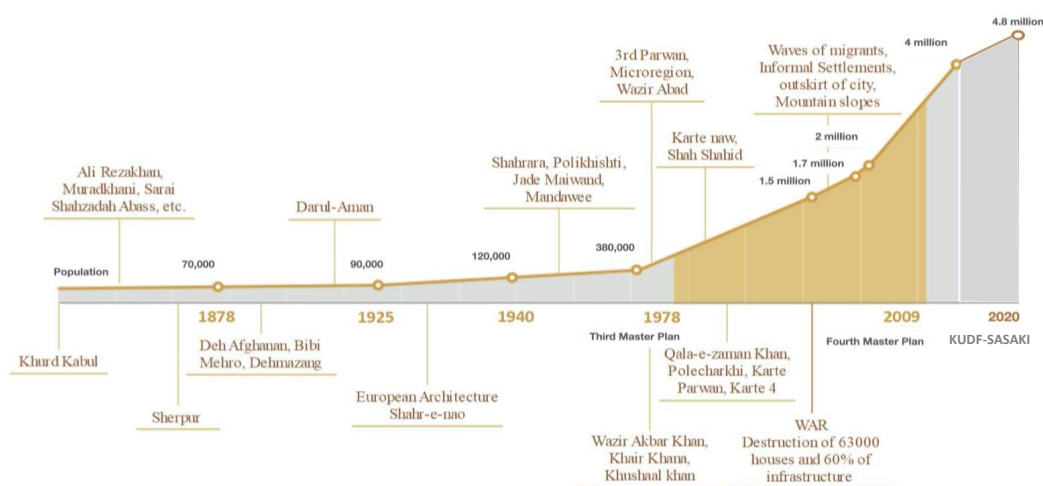 4.8 million
4 million
3rd Parwan,
Microregion,
Wazir Abad
Waves of migrants,
Informal Settlements,
outskirt of city,
Mountain slopes
2 million
Karte naw,
Shah Shahid
1.7 million
1.5 million
Ali Rezakhan,
Muradkhani, Sarai
Shahzadah Abass, etc.
Darul-Aman
Shahrara, Polikhishti,
Jade Maiwand,
Mandawee
Population
70,000
90,000
120,000
380,000
1878
1925
1940
1978
2009
2020
Third Master Plan
Fourth Master Plan
KUDF-SASAKI
Khurd Kabul
Sherpur
Deh Afghanan, Bibi
Mehro, Dehmazang
European Architecture
Shahr-e-nao
Qala-e-zaman Khan,
Polecharkhi, Karte
Parwan, Karte 4
Wazir Akbar Khan,
Khair Khana,
Khushaal khan
WAR
Destruction of 63000
houses and 60% of
infrastructure